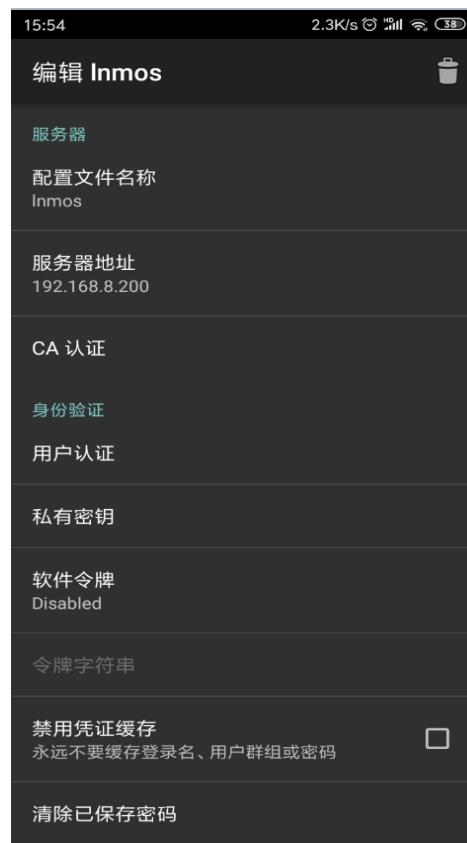 15:54 2.3K/s HD 38
编辑 Inmos
服务器
配置文件名称
Inmos
服务器地址
192.168.8.200
CA 认证
身份验证
用户认证
私有密钥
软件令牌
Disabled
令牌字符串
禁用凭证缓存
永远不要缓存登录名、用户群组或密码
清除已保存密码